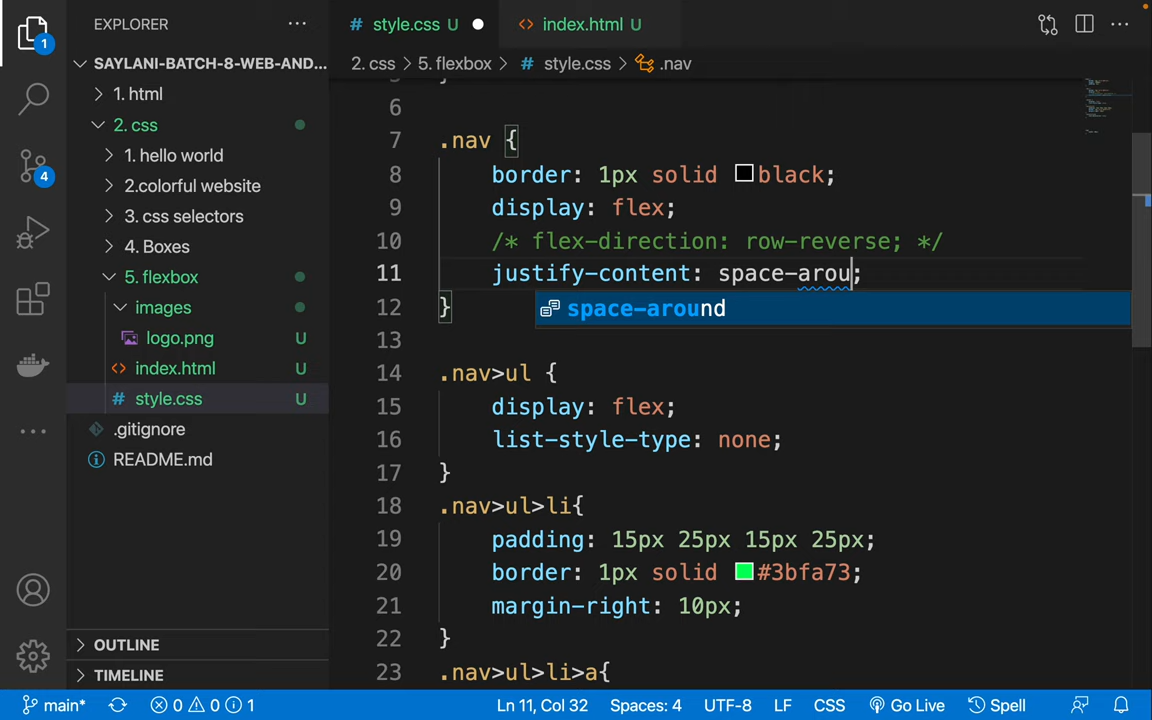 EXPLORER
SAYLANI-BATCH-8-WEB-AND...
1. html
2. css
1. hello world
2.colorful website
3. css selectors
4. Boxes
5. flexbox
images
logo.png U
index.html U
style.css U
.gitignore
README.md
OUTLINE
TIMELINE
1
4
style.css U
index.html U
2. css > 5. flexbox > style.css > .nav
6
7 .nav {
8 border: 1px solid black;
9 display: flex;
10 /* flex-direction: row-reverse; */
11 justify-content: space-arou;
space-around
12 }
13
14 .nav>ul {
15 display: flex;
16 list-style-type: none;
17 }
18 .nav>ul>li{
19 padding: 15px 25px 15px 25px;
20 border: 1px solid #3bfa73;
21 margin-right: 10px;
22 }
23 .nav>ul>li>a{
main* 0 0 1 Ln 11, Col 32 Spaces: 4 UTF-8 LF CSS Go Live Spell